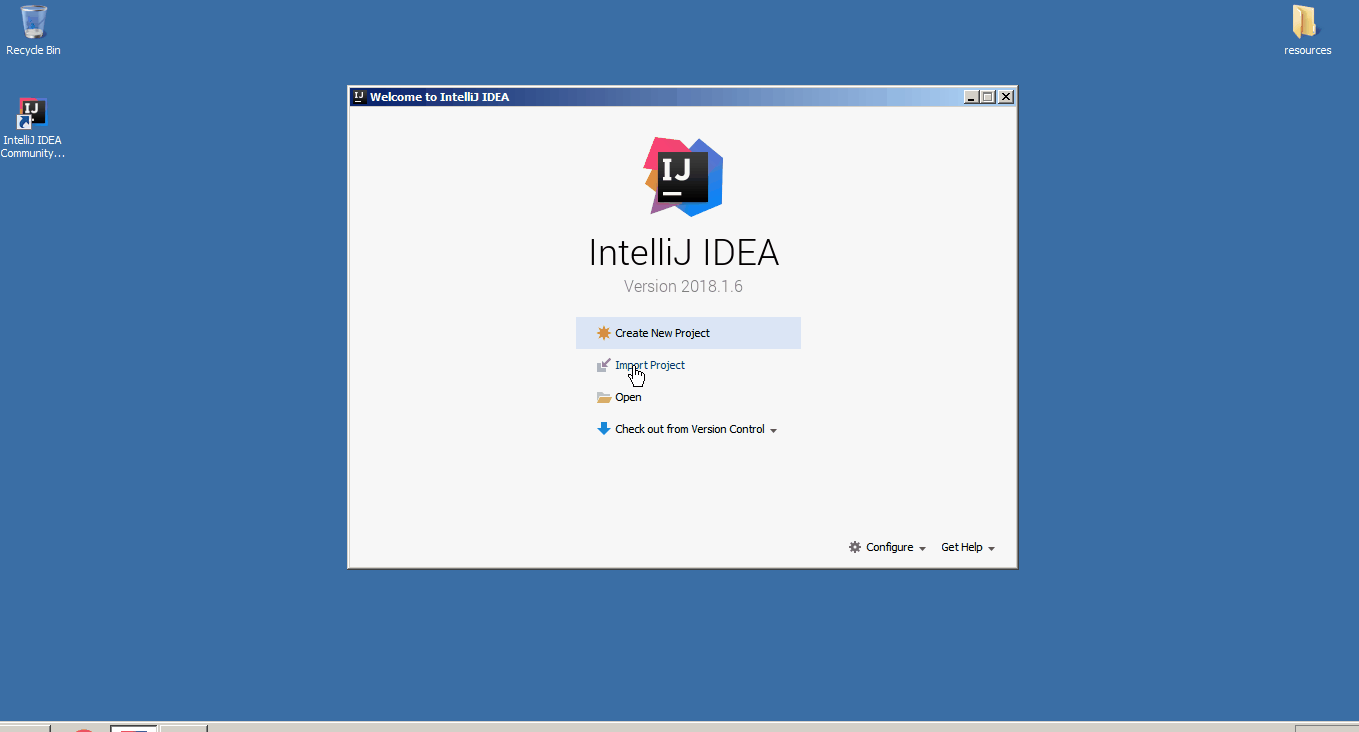 Recycle Bin
resources
IJ
IntelliJ IDEA
Community...
IJ Welcome to IntelliJ IDEA
IJ
IntelliJ IDEA
Version 2018.1.6
Create New Project
Import Project
Open
Check out from Version Control
Configure
Get Help